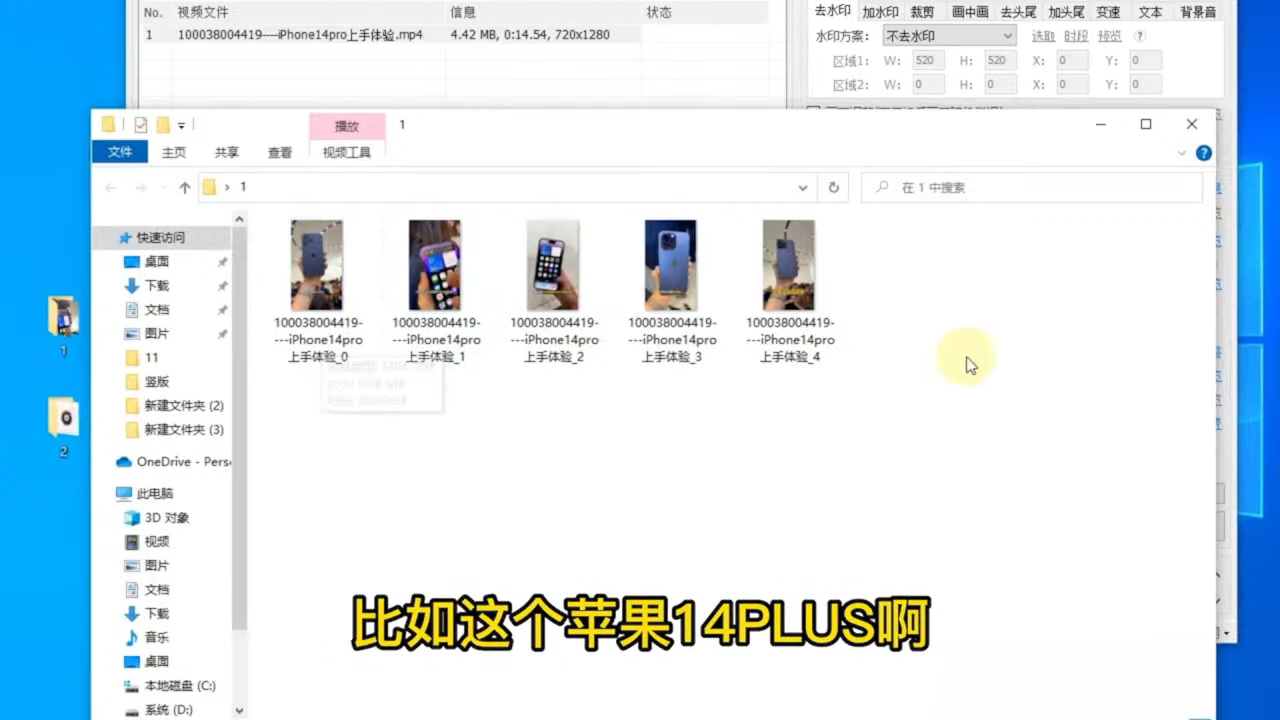 No. 视频文件 信息 状态
1 100038004419----iPhone14pro上手体验.mp4 4.42 MB, 0:14.54, 720x1280
去水印 加水印 裁剪 画中画 去头尾 加头尾 变速 文本 背景音
水印方案: 不去水印 选取 时段 预览 ?
区域1: W: 520 H: 520 X: 0 Y: 0
区域2: W: 0 H: 0 X: 0 Y: 0
播放 1
文件 主页 共享 查看 视频工具
1
在 1 中搜索
快速访问
桌面
下载
文档
图片
11
竖版
新建文件夹 (2)
新建文件夹 (3)
OneDrive - Pers
此电脑
3D 对象
视频
图片
文档
下载
音乐
桌面
本地磁盘 (C:)
系统 (D:)
100038004419-
---iPhone14pro
上手体验_0
100038004419-
---iPhone14pro
上手体验_1
100038004419-
---iPhone14pro
上手体验_2
100038004419-
---iPhone14pro
上手体验_3
100038004419-
---iPhone14pro
上手体验_4
1
2
比如这个苹果14PLUS啊